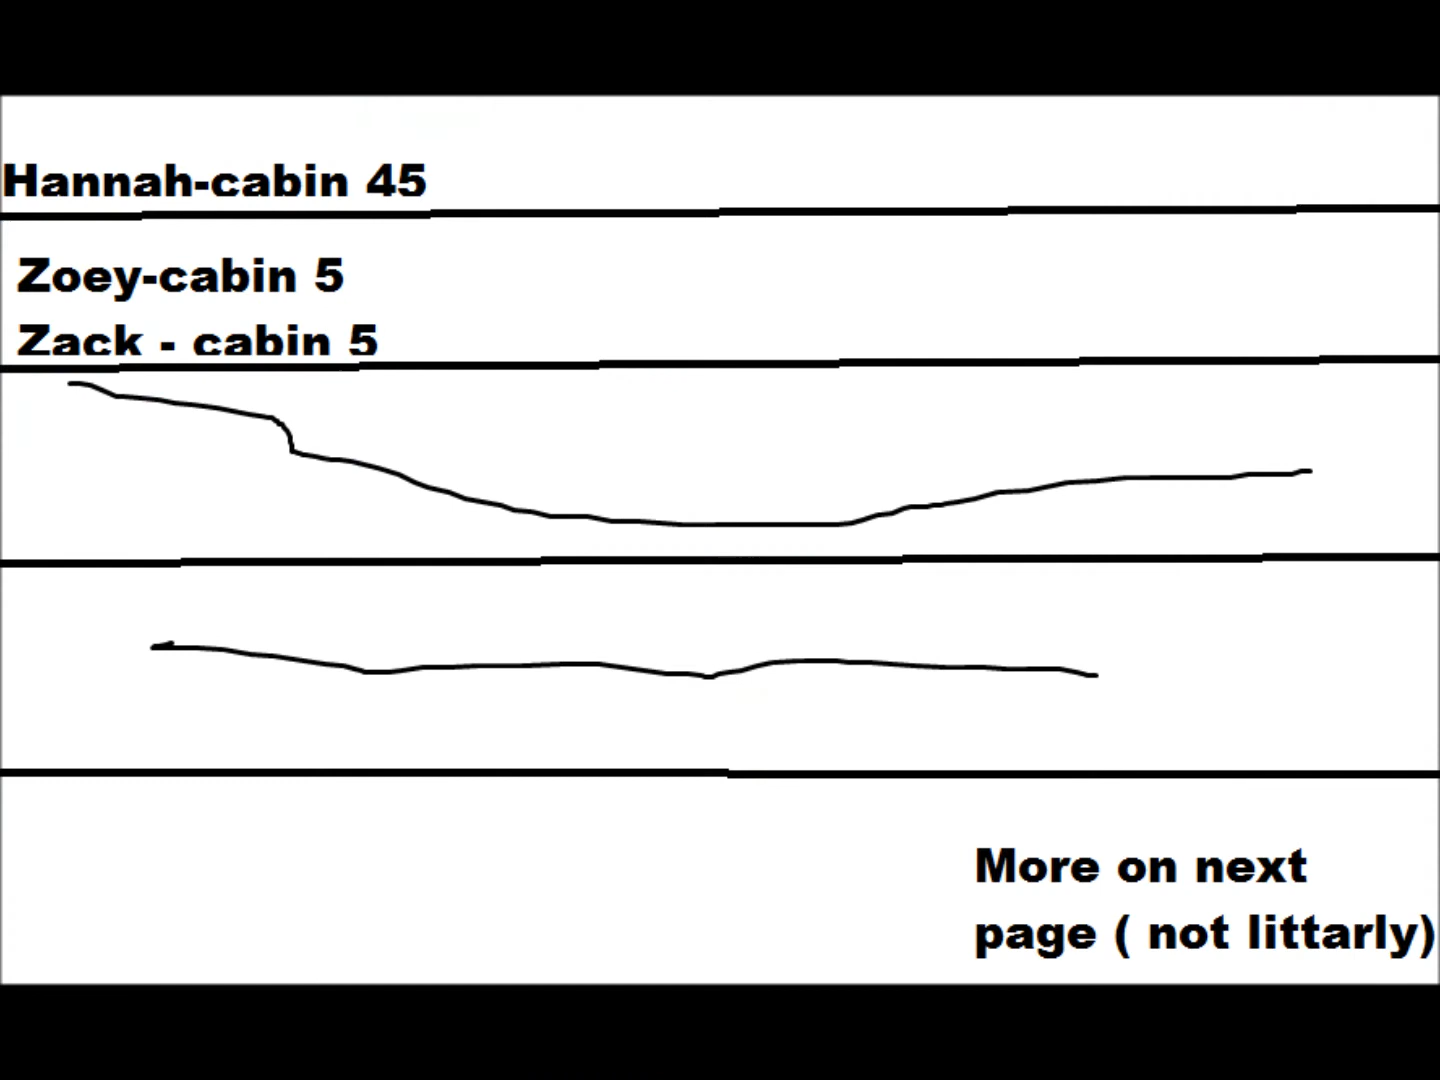 Hannah-cabin 45
Zoey-cabin 5
Zack - cabin 5
More on next
page ( not littarly)